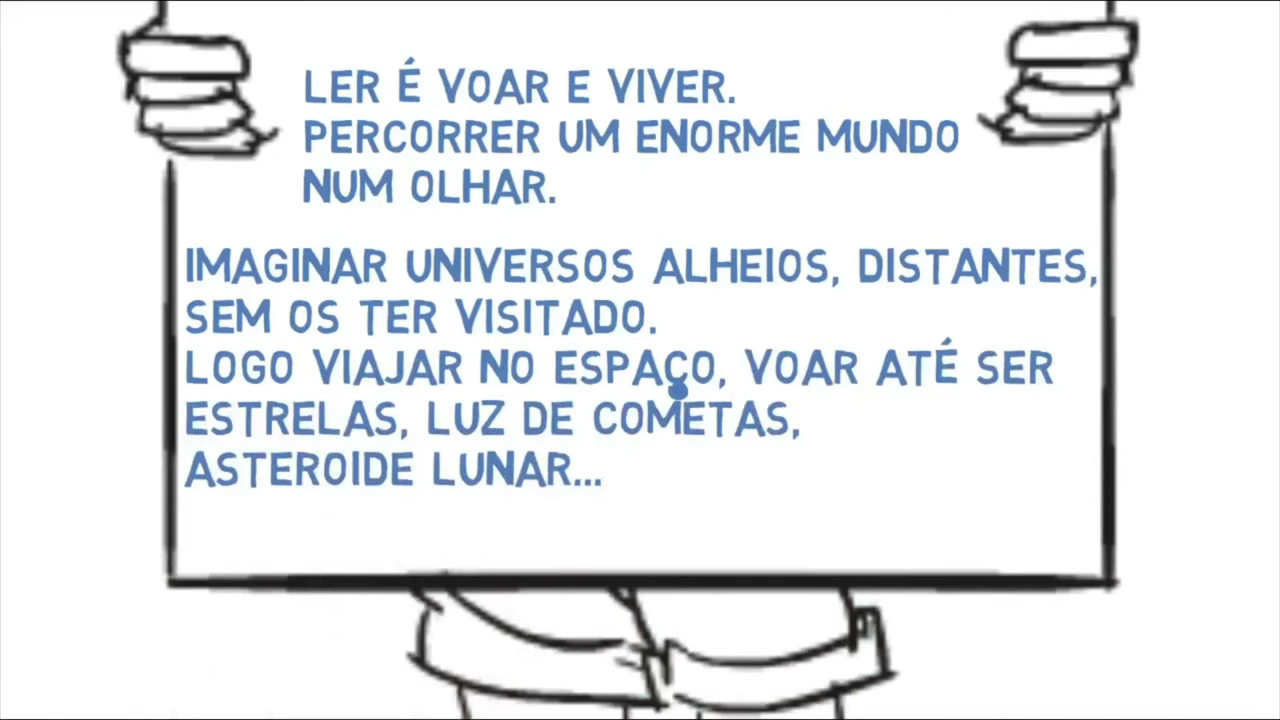 LER É VOAR E VIVER.
PERCORRER UM ENORME MUNDO
NUM OLHAR.
IMAGINAR UNIVERSOS ALHEIOS, DISTANTES,
SEM OS TER VISITADO.
LOGO VIAJAR NO ESPAÇO, VOAR ATÉ SER
ESTRELAS, LUZ DE COMETAS,
ASTEROIDE LUNAR...